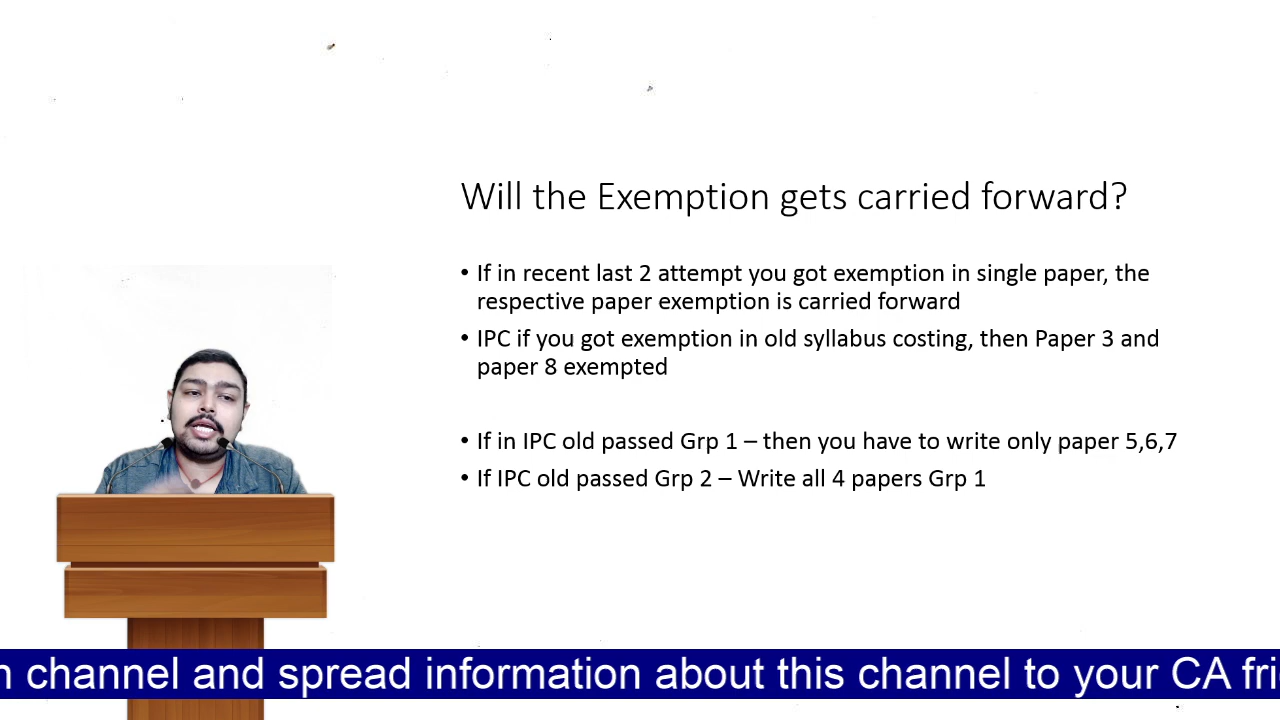 Will the Exemption gets carried forward?
• If in recent last 2 attempt you got exemption in single paper, the
respective paper exemption is carried forward
• IPC if you got exemption in old syllabus costing, then Paper 3 and
paper 8 exempted
• If in IPC old passed Grp 1 – then you have to write only paper 5,6,7
• If IPC old passed Grp 2 – Write all 4 papers Grp 1
channel and spread information about this channel to your CA